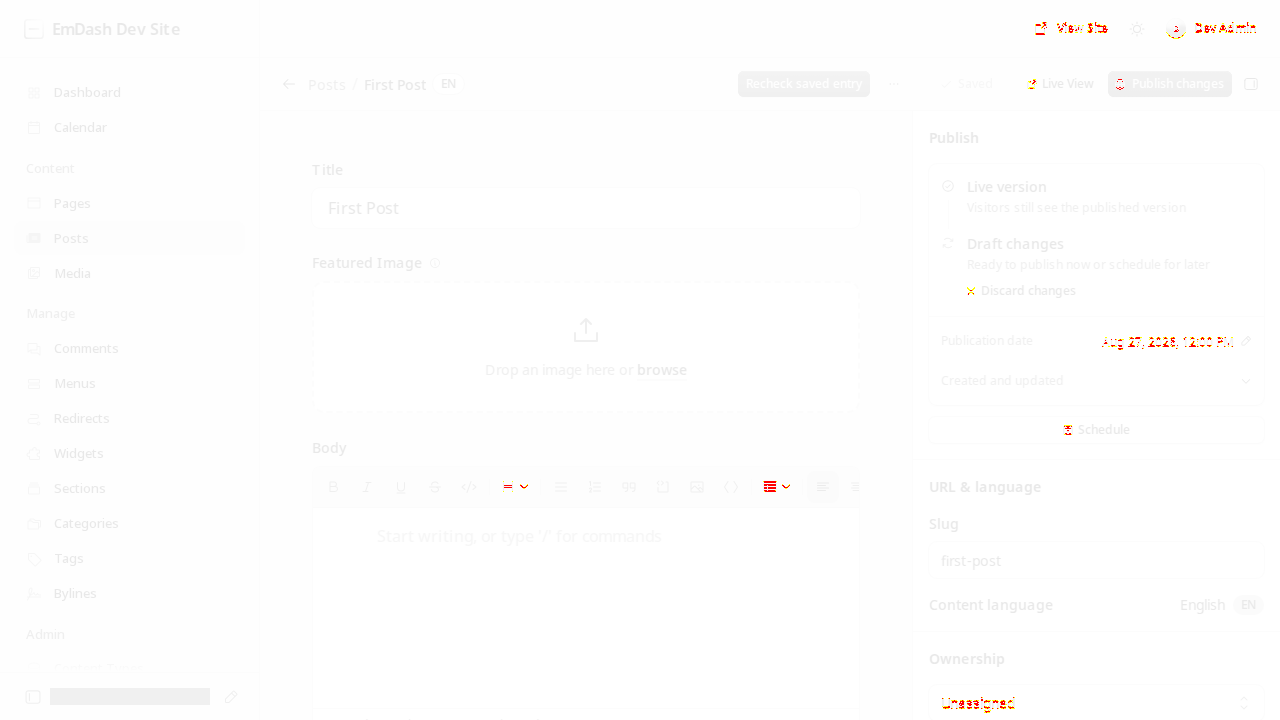 EmDash Dev Site
View Site
Dev Admin
Posts / First Post EN
Recheck saved entry
Saved
Live View
Publish changes
Dashboard
Calendar
Content
Pages
Posts
Media
Manage
Comments
Menus
Redirects
Widgets
Sections
Categories
Tags
Bylines
Admin
Title
First Post
Featured Image
Drop an image here or browse
Body
Start writing, or type '/' for commands
Publish
Live version
Visitors still see the published version
Draft changes
Ready to publish now or schedule for later
Discard changes
Publication date
Aug 27, 2026, 12:00 PM
Created and updated
Schedule
URL & language
Slug
first-post
Content language
English EN
Ownership
Unassigned